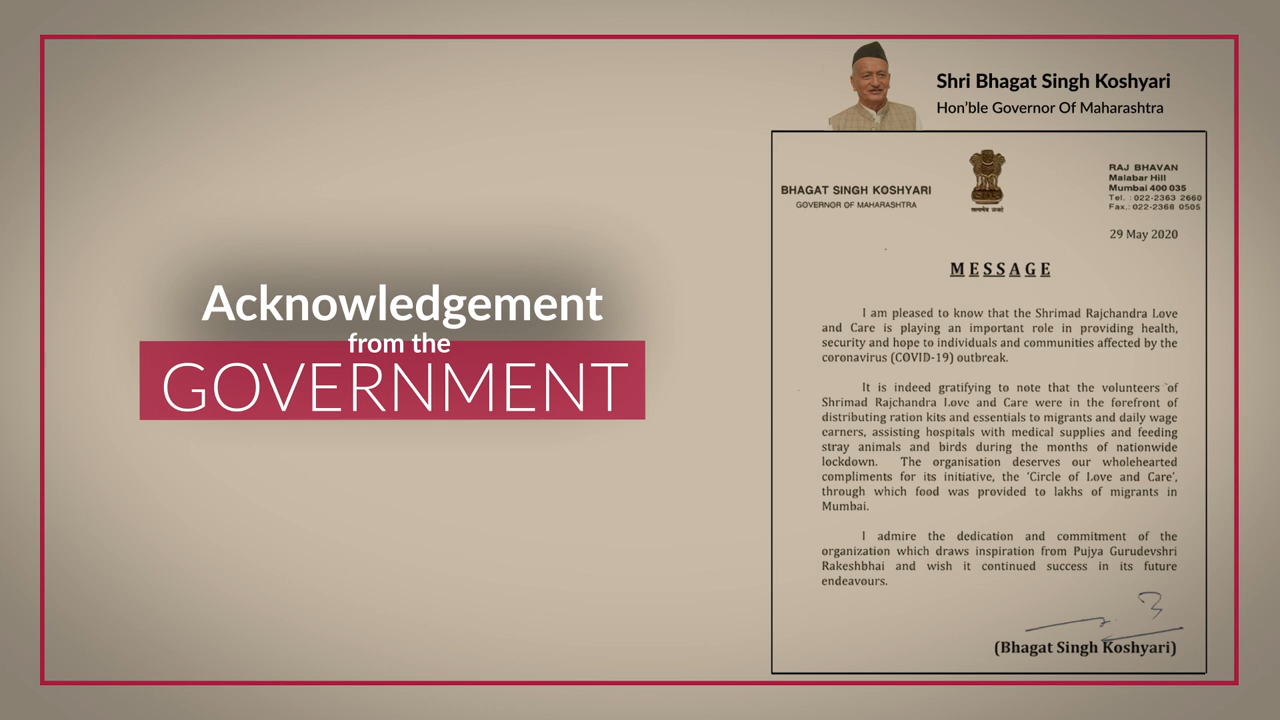 Acknowledgement
from the
GOVERNMENT
Shri Bhagat Singh Koshyari
Hon'ble Governor Of Maharashtra
BHAGAT SINGH KOSHYARI
GOVERNOR OF MAHARASHTRA
सत्यमेव जयते
RAJ BHAVAN
Malabar Hill
Mumbai 400 035
Tel. : 022-2363 2660
Fax.: 022-2368 0505
29 May 2020
MESSAGE
I am pleased to know that the Shrimad Rajchandra Love
and Care is playing an important role in providing health,
security and hope to individuals and communities affected by the
coronavirus (COVID-19) outbreak.
It is indeed gratifying to note that the volunteers of
Shrimad Rajchandra Love and Care were in the forefront of
distributing ration kits and essentials to migrants and daily wage
earners, assisting hospitals with medical supplies and feeding
stray animals and birds during the months of nationwide
lockdown. The organisation deserves our wholehearted
compliments for its initiative, the 'Circle of Love and Care',
through which food was provided to lakhs of migrants in
Mumbai.
I admire the dedication and commitment of the
organization which draws inspiration from Pujya Gurudevshri
Rakeshbhai and wish it continued success in its future
endeavours.
(Bhagat Singh Koshyari)